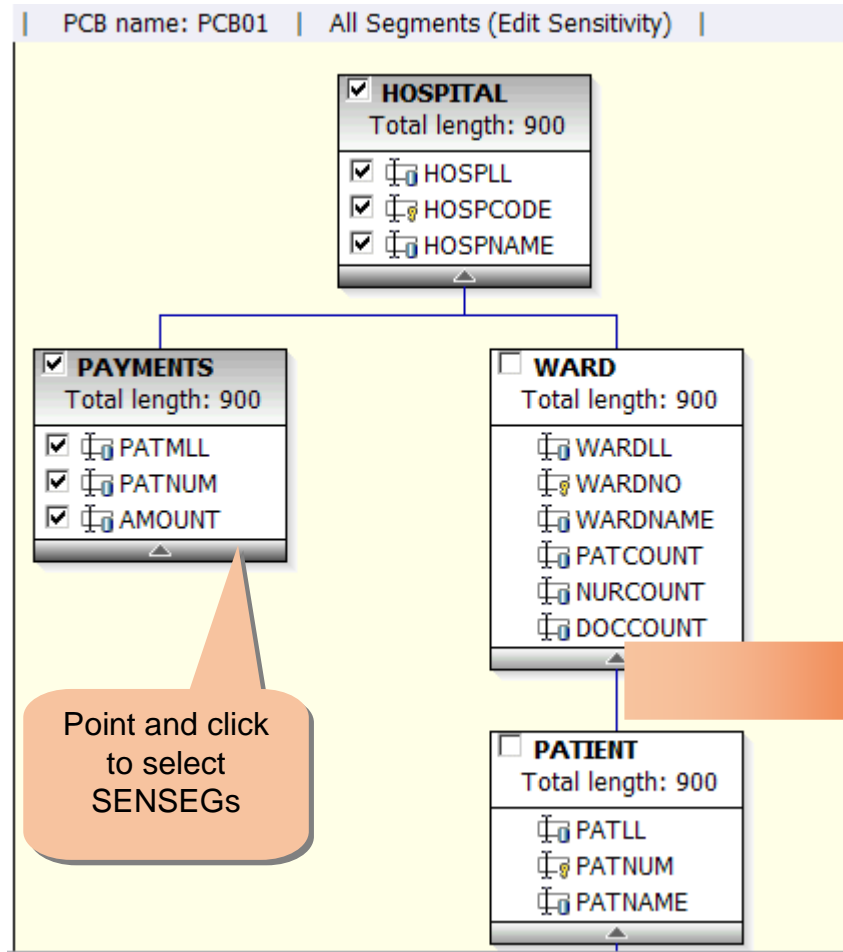 | PCB name: PCB01 | All Segments (Edit Sensitivity) |
HOSPITAL
Total length: 900
HOSPLL
HOSPCODE
HOSPNAME
PAYMENTS
Total length: 900
PATMLL
PATNUM
AMOUNT
WARD
Total length: 900
WARDLL
WARDNO
WARDNAME
PATCOUNT
NURCOUNT
DOCCOUNT
Point and click
to select
SENSEGs
PATIENT
Total length: 900
PATLL
PATNUM
PATNAME